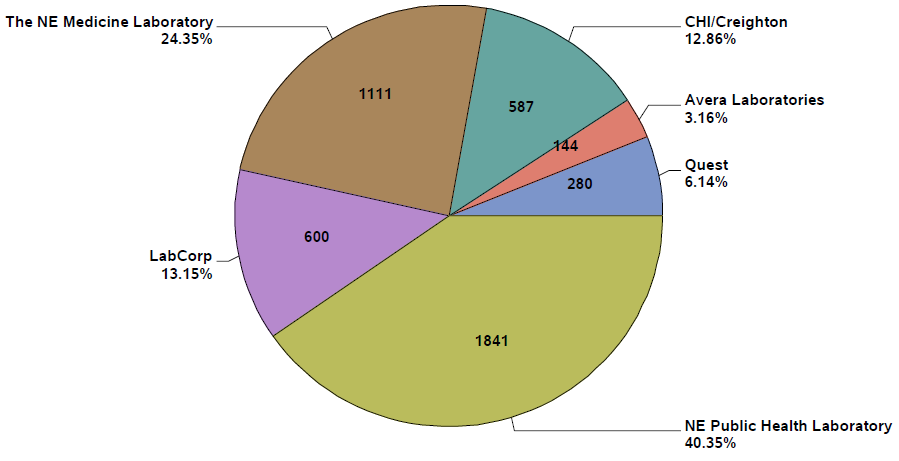 The NE Medicine Laboratory
24.35%
CHI/Creighton
12.86%
1111
587
Avera Laboratories
3.16%
144
Quest
6.14%
280
600
LabCorp
13.15%
1841
NE Public Health Laboratory
40.35%